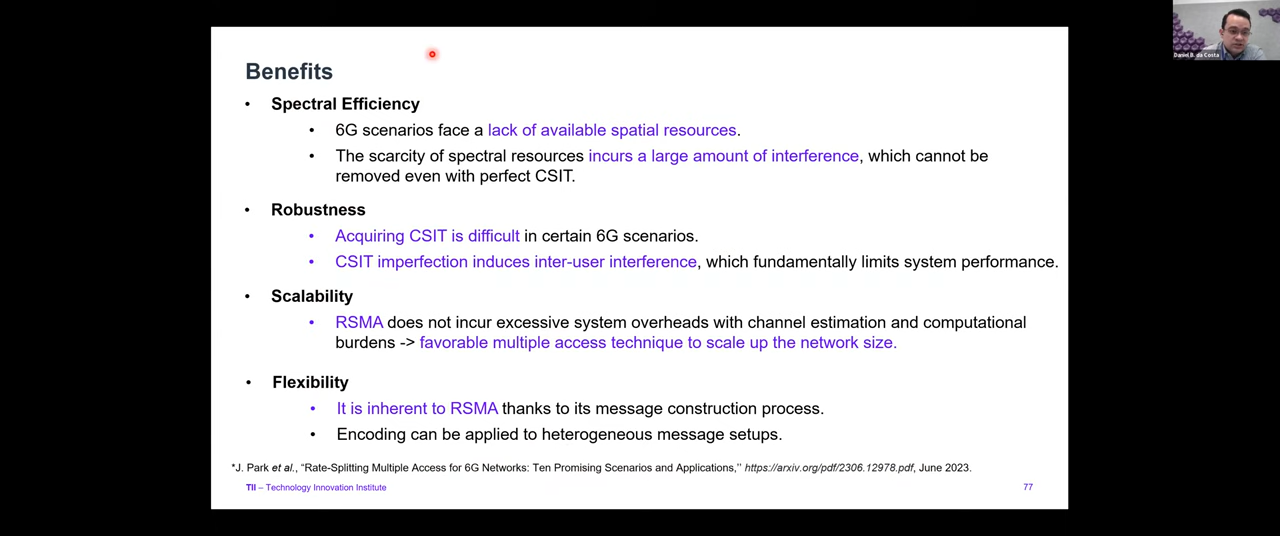 Benefits
• Spectral Efficiency
• 6G scenarios face a lack of available spatial resources.
• The scarcity of spectral resources incurs a large amount of interference, which cannot be
removed even with perfect CSIT.
• Robustness
• Acquiring CSIT is difficult in certain 6G scenarios.
• CSIT imperfection induces inter-user interference, which fundamentally limits system performance.
• Scalability
• RSMA does not incur excessive system overheads with channel estimation and computational
burdens -> favorable multiple access technique to scale up the network size.
• Flexibility
• It is inherent to RSMA thanks to its message construction process.
• Encoding can be applied to heterogeneous message setups.
*J. Park et al., “Rate-Splitting Multiple Access for 6G Networks: Ten Promising Scenarios and Applications,’’ https://arxiv.org/pdf/2306.12978.pdf, June 2023.
TII – Technology Innovation Institute
77
Daniel B. da Costa